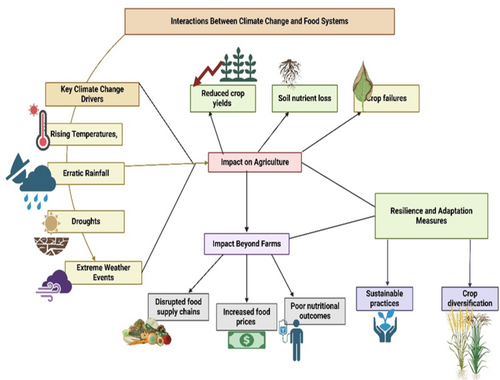 Interactions Between Climate Change and Food Systems
Key Climate Change
Drivers
Rising Temperatures,
Erratic Rainfall
Droughts
Extreme Weather
Events
Reduced crop
yields
Soil nutrient loss
Crop failures
Impact on Agriculture
Resilience and Adaptation
Measures
Impact Beyond Farms
Disrupted food
supply chains
Increased food
prices
Poor nutritional
outcomes
Sustainable
practices
Crop
diversification